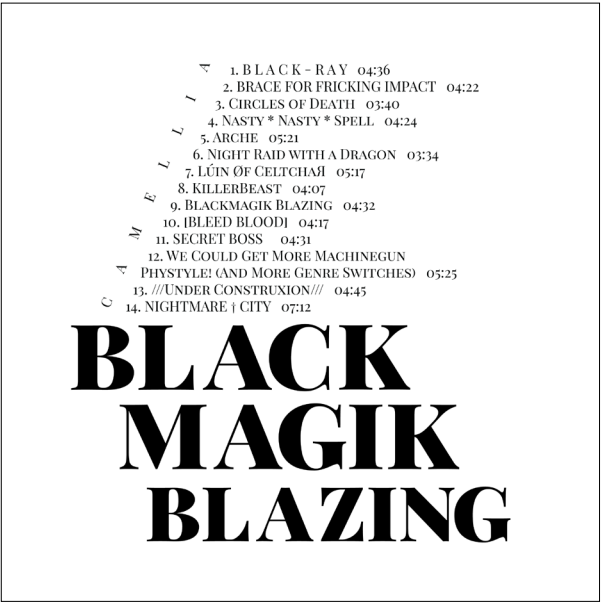 CAMELLIA
1. BLACK-RAY 04:36
2. BRACE FOR FRICKING IMPACT 04:22
3. Circles of Death 03:40
4. Nasty * Nasty * Spell 04:24
5. Arche 05:21
6. Night Raid with a Dragon 03:34
7. Lúin Øf CeltchaЯ 05:17
8. KillerBeast 04:07
9. Blackmagik Blazing 04:32
10. [BLEED BLOOD] 04:17
11. SECRET BOSS 04:31
12. We Could Get More Machinegun
Phystyle! (And More Genre Switches) 05:25
13. ///Under Construxion/// 04:45
14. NIGHTMARE † CITY 07:12
BLACK
MAGIK
BLAZING